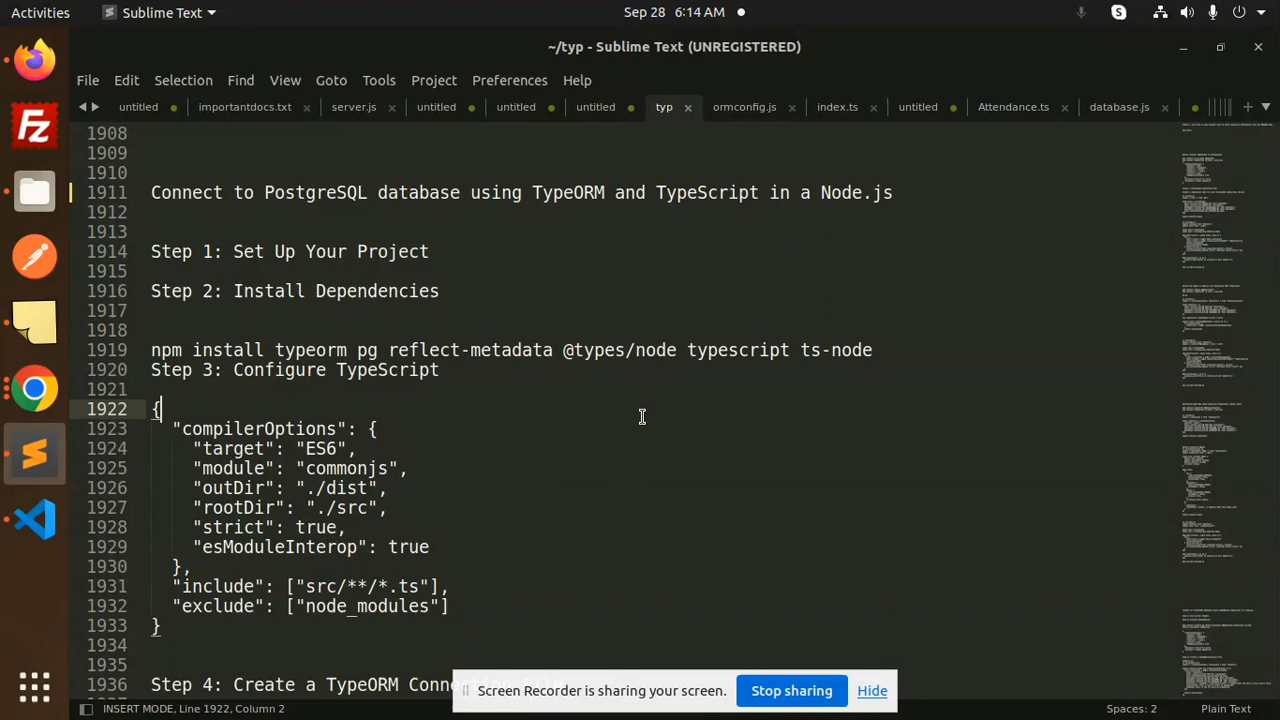 Activities
Sublime Text
Sep 28 6:14 AM
~/typ - Sublime Text (UNREGISTERED)
File Edit Selection Find View Goto Tools Project Preferences Help
untitled importantdocs.txt server.js untitled untitled untitled typ ormconfig.js index.ts untitled Attendance.ts database.js
1908
1909
1910
1911 Connect to PostgreSQL database using TypeORM and TypeScript in a Node.js
1912
1913
1914 Step 1: Set Up Your Project
1915
1916 Step 2: Install Dependencies
1917
1918
1919 npm install typeorm pg reflect-metadata @types/node typescript ts-node
1920 Step 3: Configure TypeScript
1921
1922 {
1923 "compilerOptions": {
1924 "target": "ES6",
1925 "module": "commonjs",
1926 "outDir": "./dist",
1927 "rootDir": "./src",
1928 "strict": true,
1929 "esModuleInterop": true
1930 },
1931 "include": ["src/**/*.ts"],
1932 "exclude": ["node_modules"]
1933 }
1934
1935
1936 Step 4: Create a TypeORM Conn
Screen Recorder is sharing your screen. Stop sharing Hide
INSERT MODE, Line 1922, Column 2
Spaces: 2
Plain Text